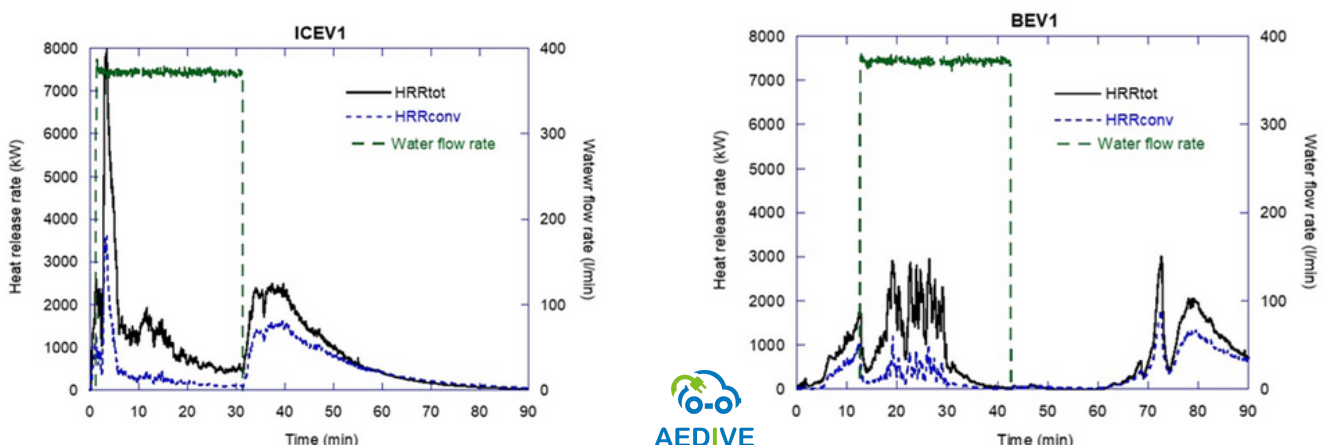 ICEV1
8000
7000
6000
5000
4000
3000
2000
1000
0
Heat release rate (kW)
400
300
200
100
0
Watewr flow rate (l/min)
HRRtot
HRRconv
Water flow rate
0 10 20 30 40 50 60 70 80 90
Time (min)
AEDIVE
BEV1
8000
7000
6000
5000
4000
3000
2000
1000
0
Heat release rate (kW)
400
300
200
100
0
Water flow rate (l/min)
HRRtot
HRRconv
Water flow rate
0 10 20 30 40 50 60 70 80 90
Time (min)